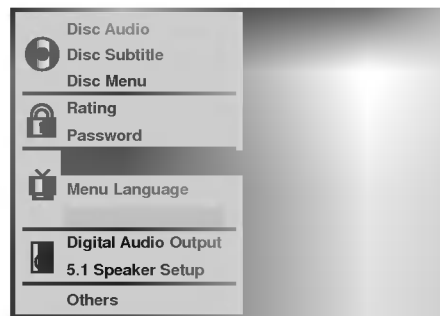 Disc Audio
Disc Subtitle
Disc Menu
Rating
Password
Menu Language
Digital Audio Output
5.1 Speaker Setup
Others